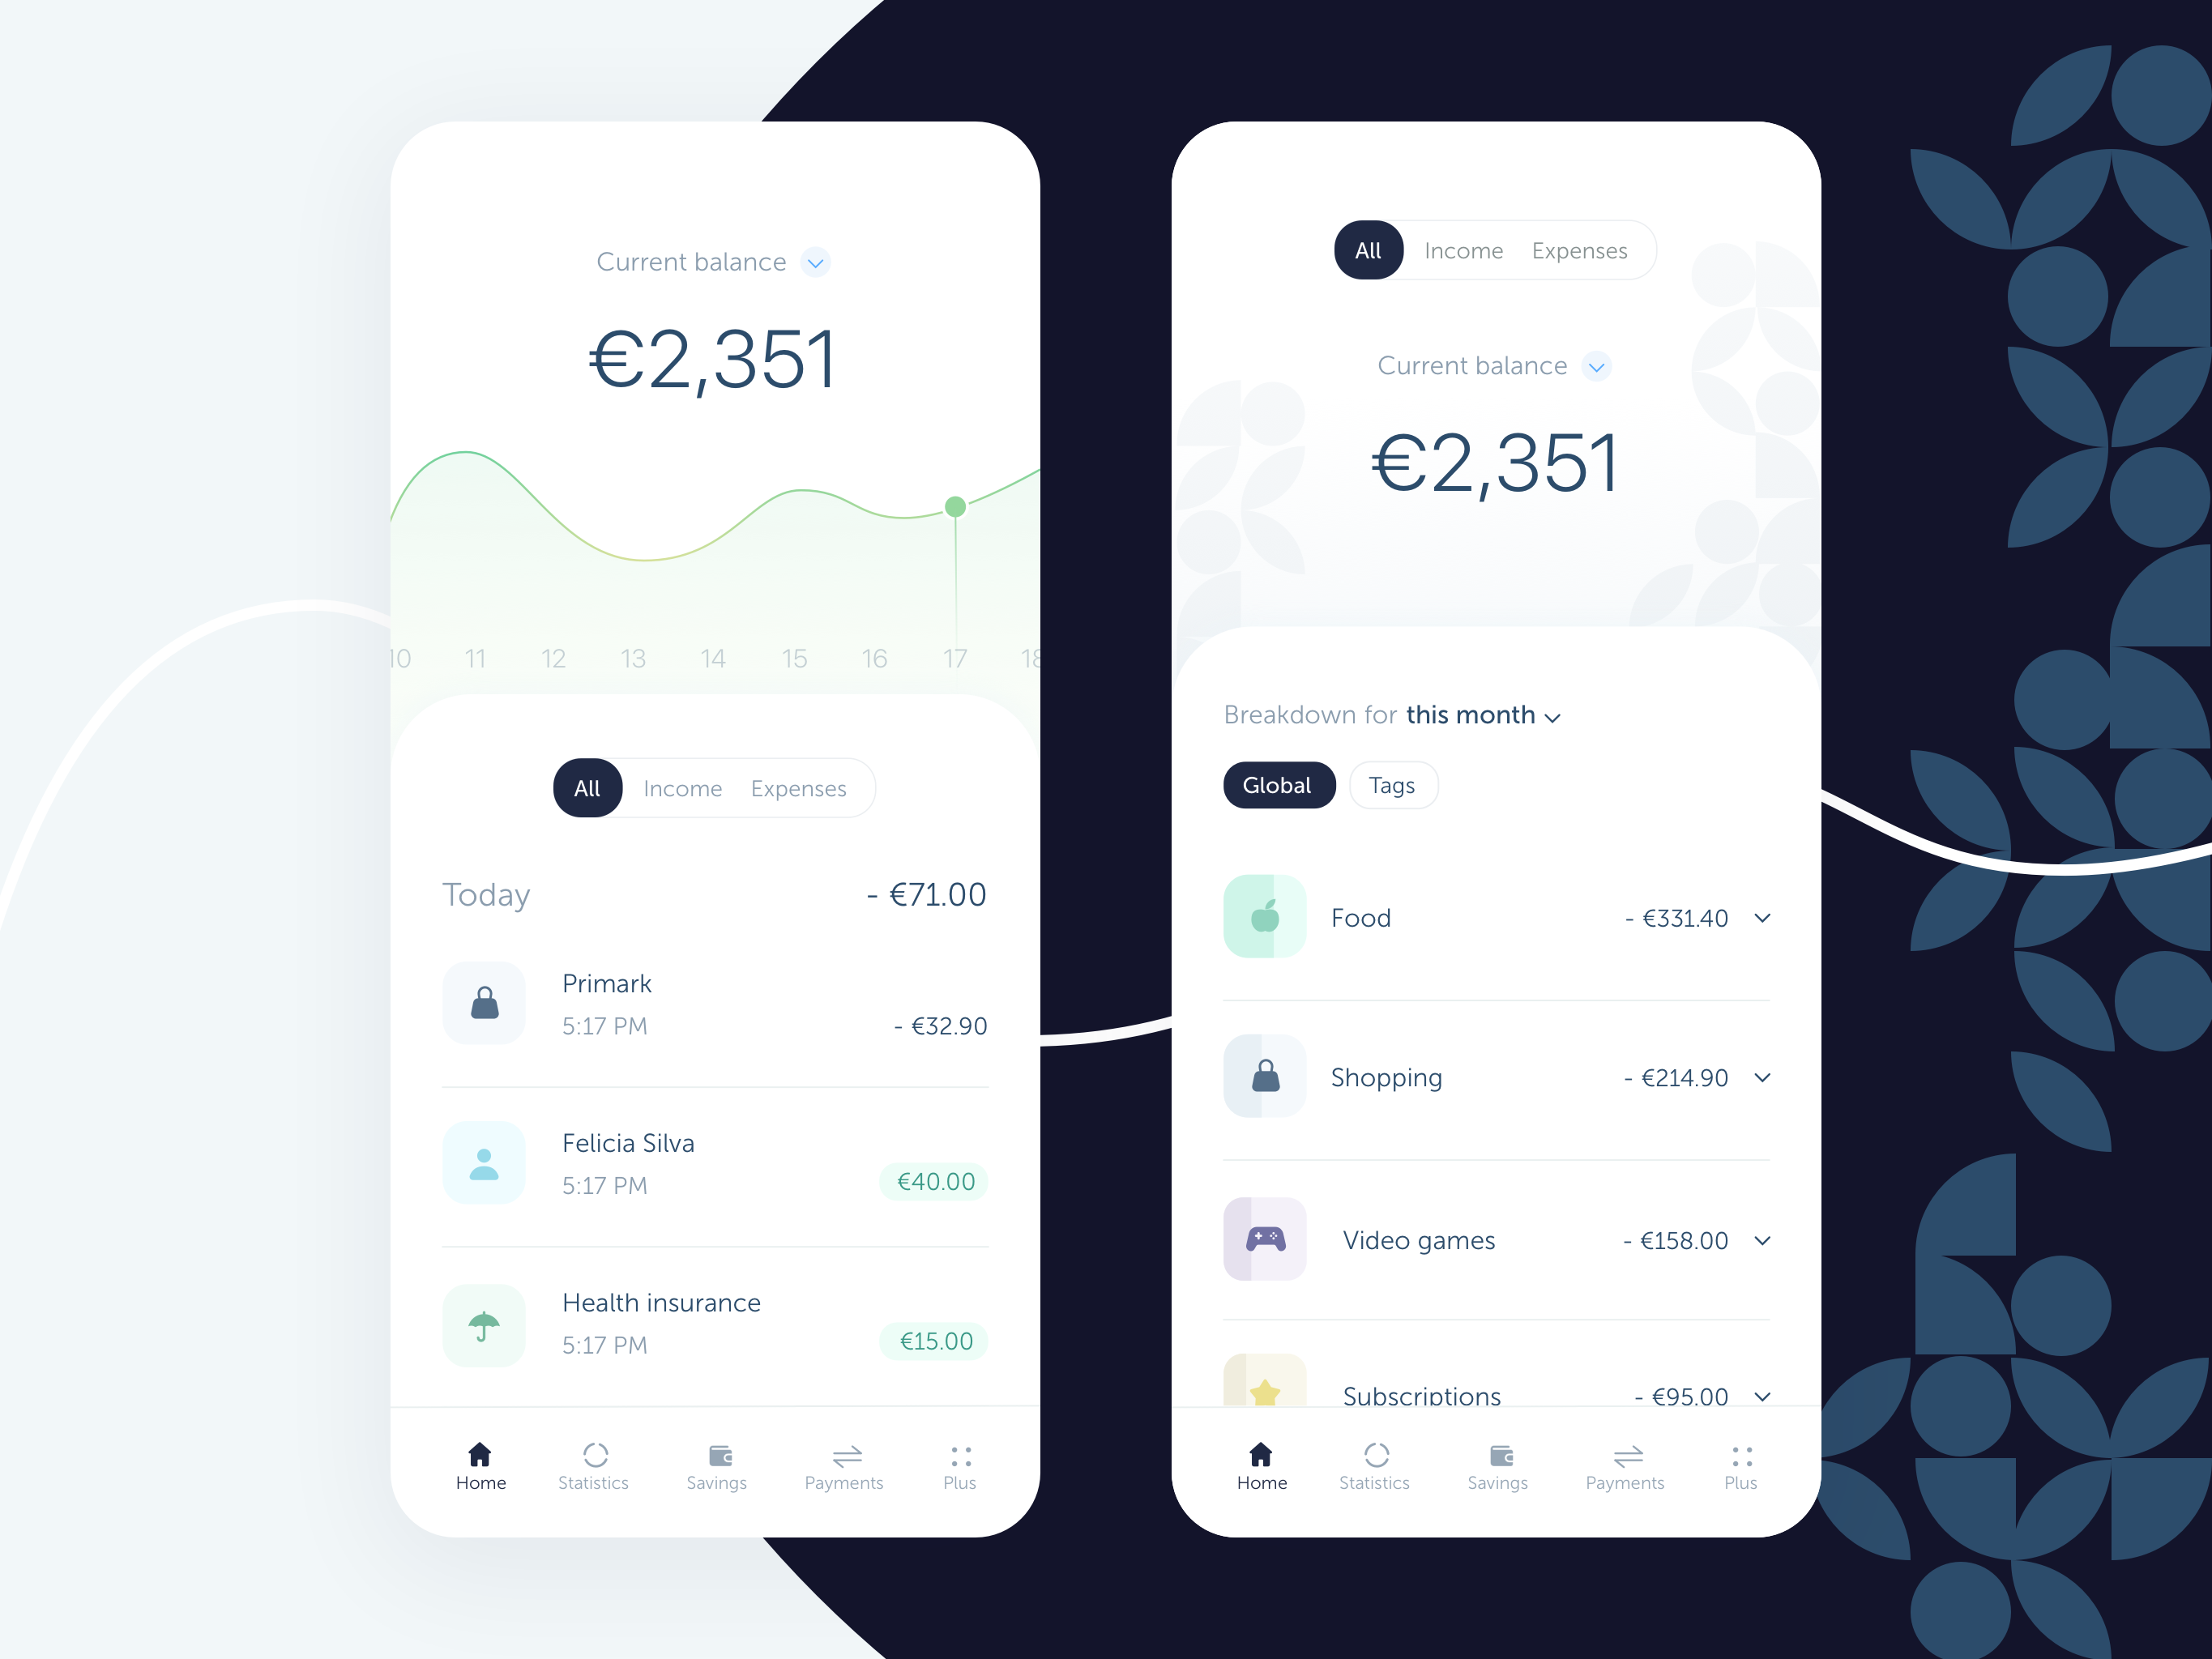 Current balance
€2,351
10 11 12 13 14 15 16 17 18
All Income Expenses
Today - €71.00
Primark
5:17 PM - €32.90
Felicia Silva
5:17 PM €40.00
Health insurance
5:17 PM €15.00
Home Statistics Savings Payments Plus
All Income Expenses
Current balance
€2,351
Breakdown for this month
Global Tags
Food - €331.40
Shopping - €214.90
Video games - €158.00
Subscriptions - €95.00
Home Statistics Savings Payments Plus